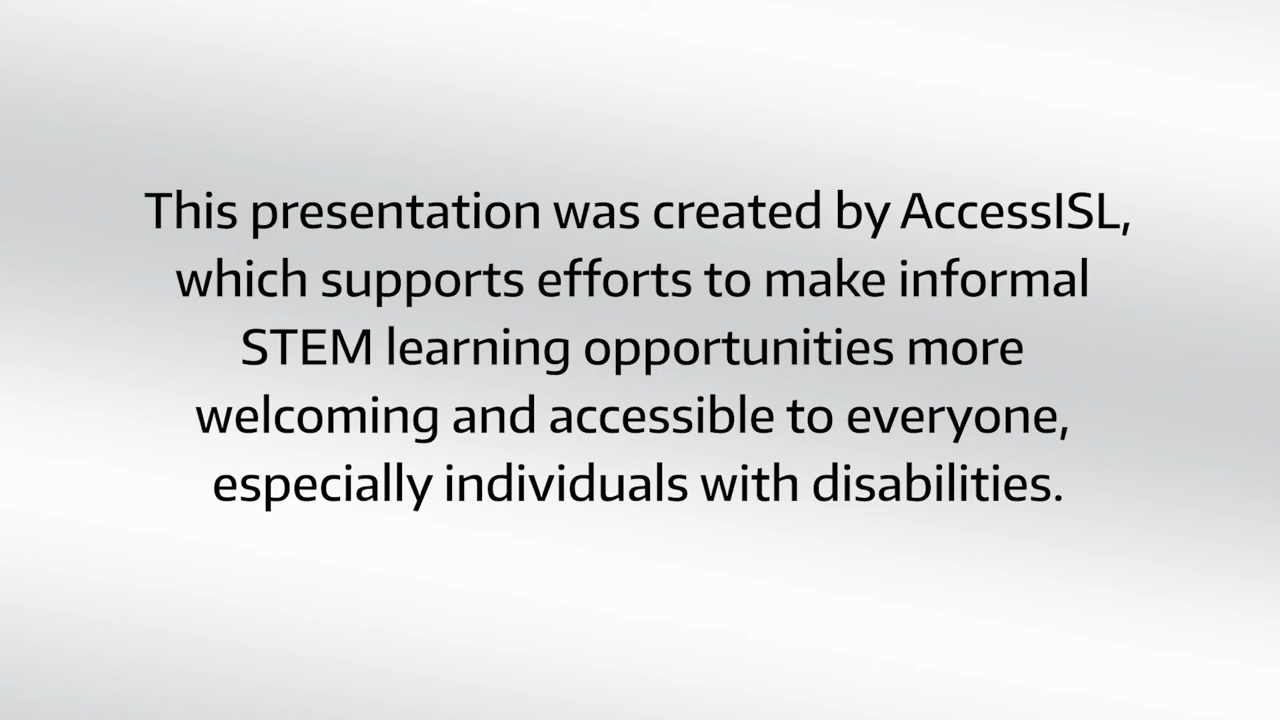 This presentation was created by AccessISL,
which supports efforts to make informal
STEM learning opportunities more
welcoming and accessible to everyone,
especially individuals with disabilities.